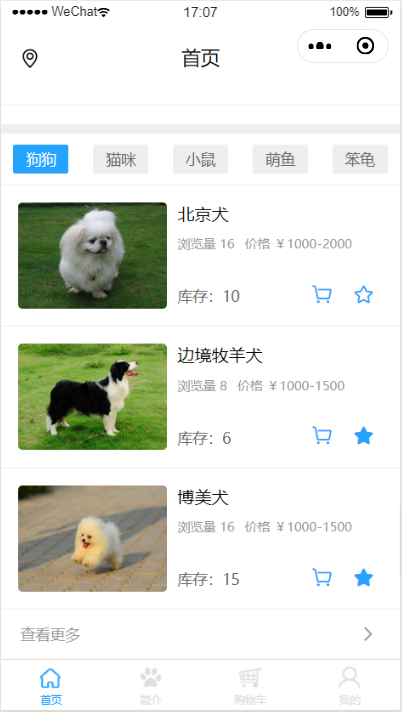 WeChat 17:07 100%
首页
狗狗 猫咪 小鼠 萌鱼 笨龟
北京犬
浏览量 16 价格 ￥1000-2000
库存：10
边境牧羊犬
浏览量 8 价格 ￥1000-1500
库存：6
博美犬
浏览量 16 价格 ￥1000-1500
库存：15
查看更多
首页 简介 购物车 我的